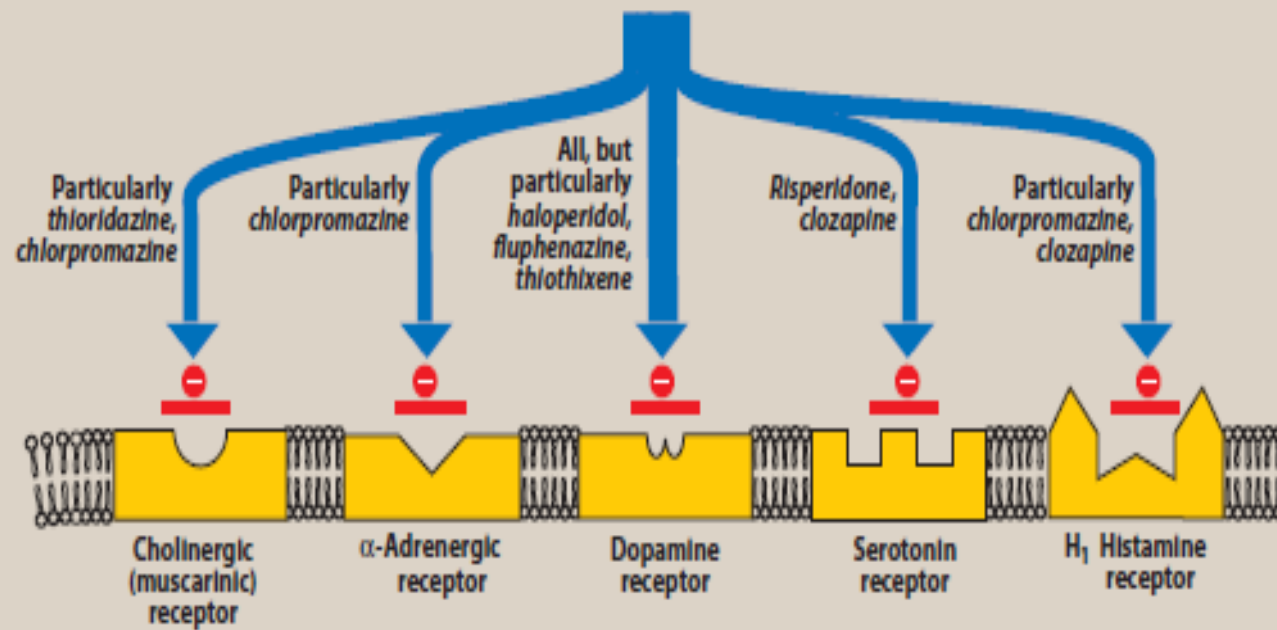 Particularly
thioridazine,
chlorpromazine
Particularly
chlorpromazine
All, but
particularly
haloperidol,
fluphenazine,
thiothixene
Risperidone,
clozapine
Particularly
chlorpromazine,
clozapine
Cholinergic
(muscarinic)
receptor
α-Adrenergic
receptor
Dopamine
receptor
Serotonin
receptor
H₁ Histamine
receptor